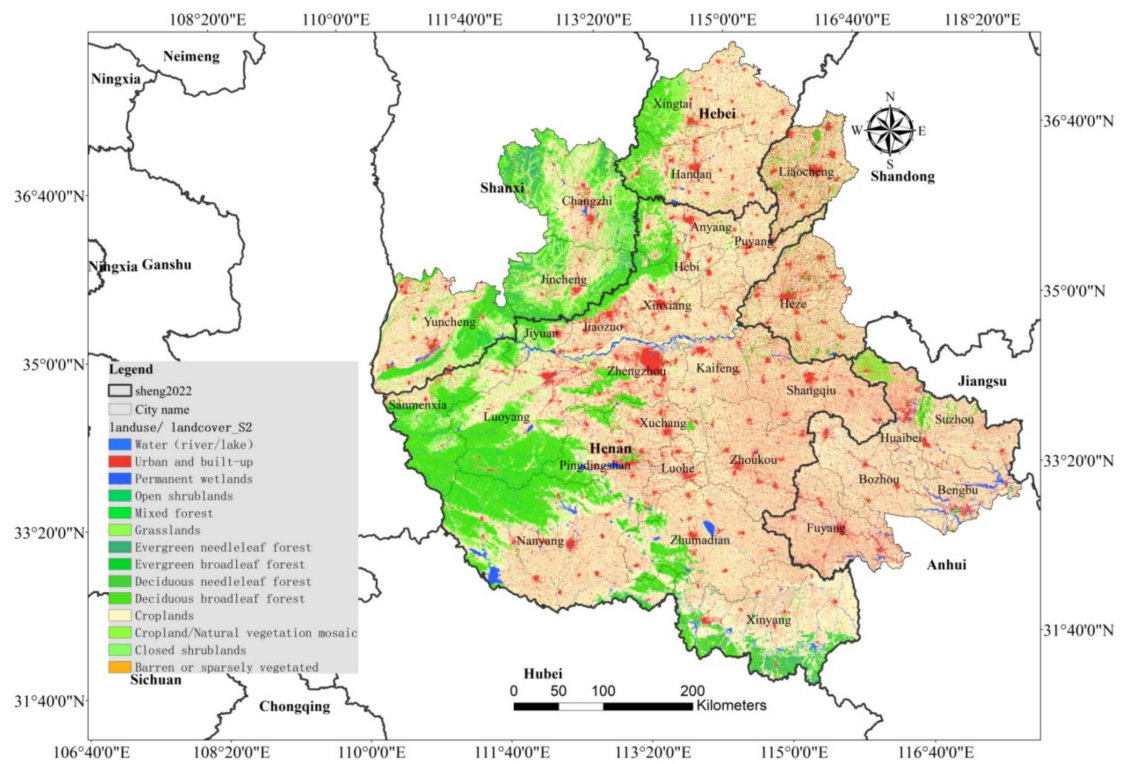 108°20'0"E 110°0'0"E 111°40'0"E 113°20'0"E 115°0'0"E 116°40'0"E 118°20'0"E
Neimeng
Ningxia
Xingtai
Hebei
N
W E
S
36°40'0"N
Handan
Liaocheng
Shandong
Shanxi
36°40'0"N
Changzhi
Anyang
Puyang
Ningxia
Ganshu
Hebi
Jincheng
35°0'0"N
Xinxiang
Heze
Yuncheng
Jiyuan
Jiaozuo
35°0'0"N
Zhengzhou
Kaifeng
Jiangsu
Shangqiu
Sanmenxia
Luoyang
Suzhou
Xuchang
Huaibei
Henan
33°20'0"N
Pingdingshan
Luohe
Zhoukou
Bozhou
Bengbu
33°20'0"N
Fuyang
Nanyang
Zhumadian
Anhui
31°40'0"N
Xinyang
Legend
sheng2022
City name
landuse/ landcover_S2
Water (river/lake)
Urban and built-up
Permanent wetlands
Open shrublands
Mixed forest
Grasslands
Evergreen needleleaf forest
Evergreen broadleaf forest
Deciduous needleleaf forest
Deciduous broadleaf forest
Croplands
Cropland/Natural vegetation mosaic
Closed shrublands
Barren or sparsely vegetated
Sichuan
Hubei
31°40'0"N
Chongqing
0 50 100 200
Kilometers
106°40'0"E 108°20'0"E 110°0'0"E 111°40'0"E 113°20'0"E 115°0'0"E 116°40'0"E